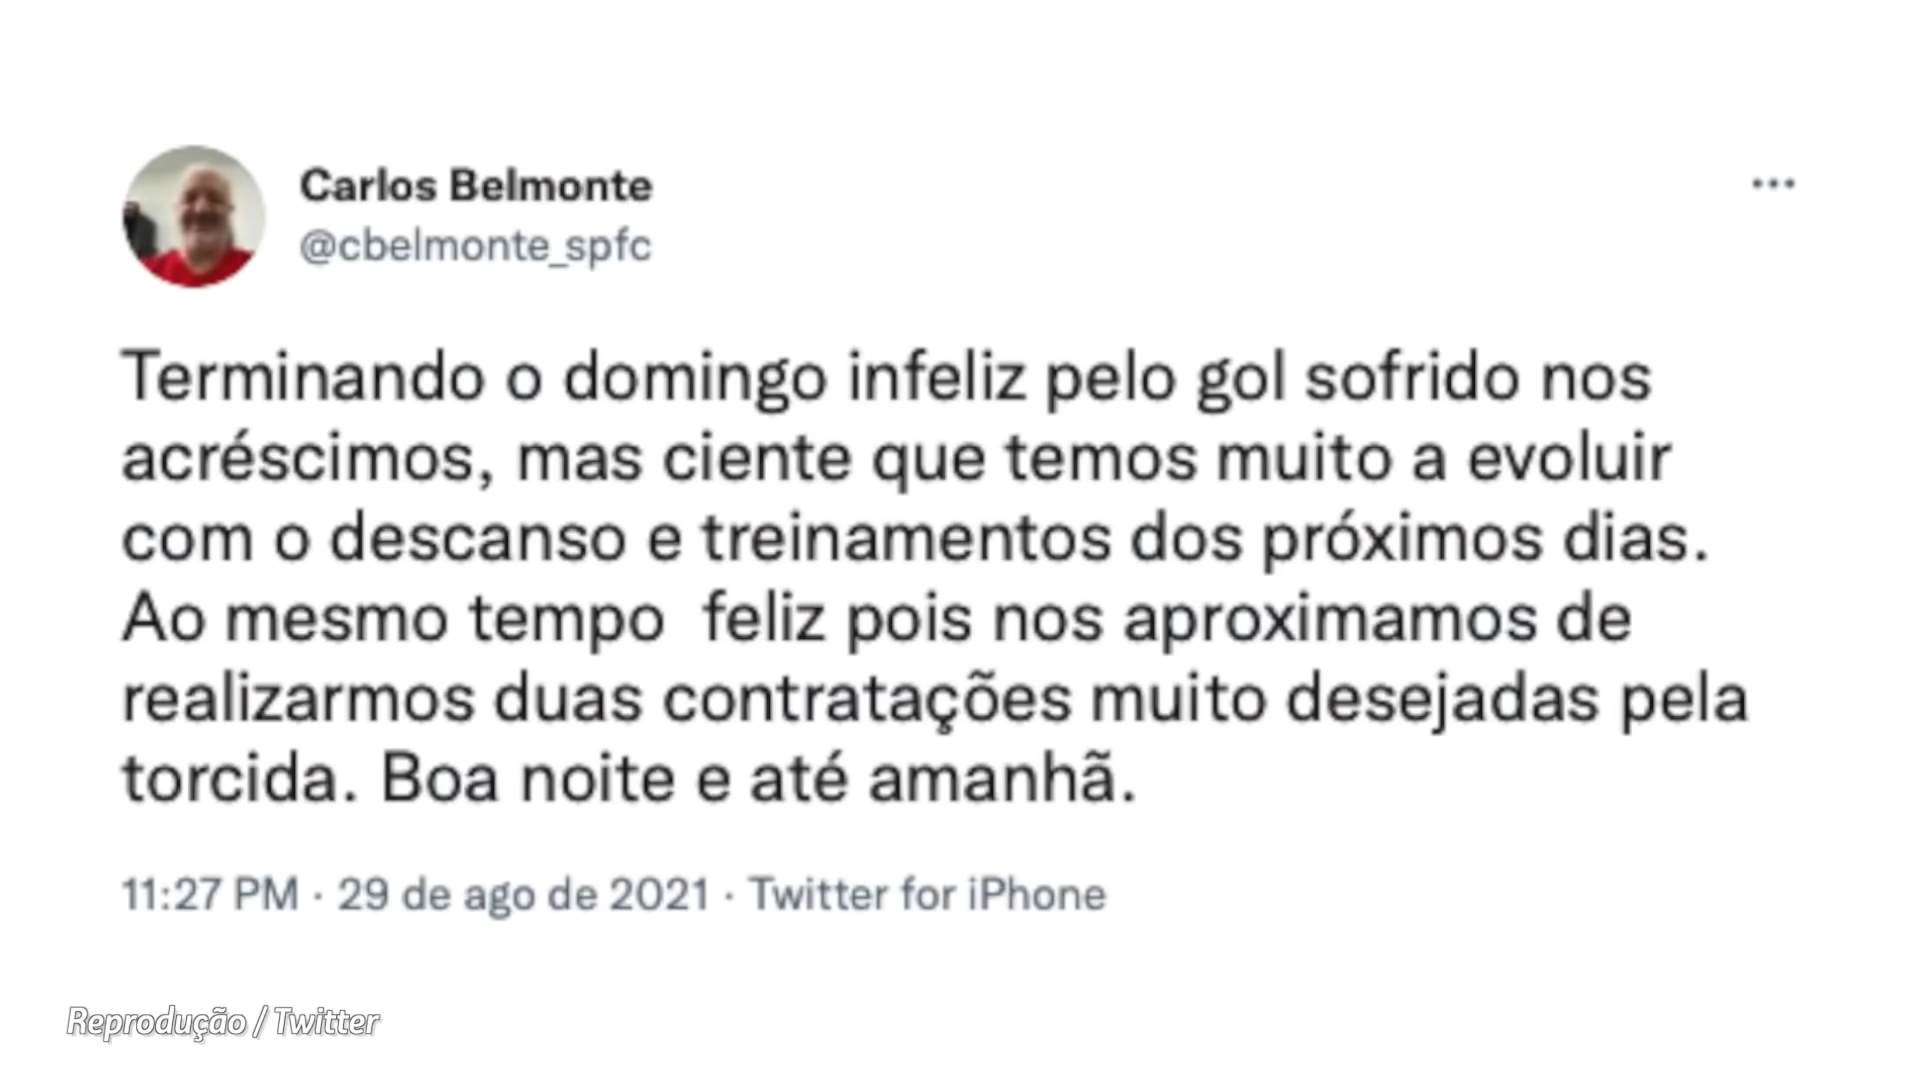 Carlos Belmonte
@cbelmonte_spfc
Terminando o domingo infeliz pelo gol sofrido nos
acréscimos, mas ciente que temos muito a evoluir
com o descanso e treinamentos dos próximos dias.
Ao mesmo tempo  feliz pois nos aproximamos de
realizarmos duas contratações muito desejadas pela
torcida. Boa noite e até amanhã.
11:27 PM · 29 de ago de 2021 · Twitter for iPhone
Reprodução / Twitter